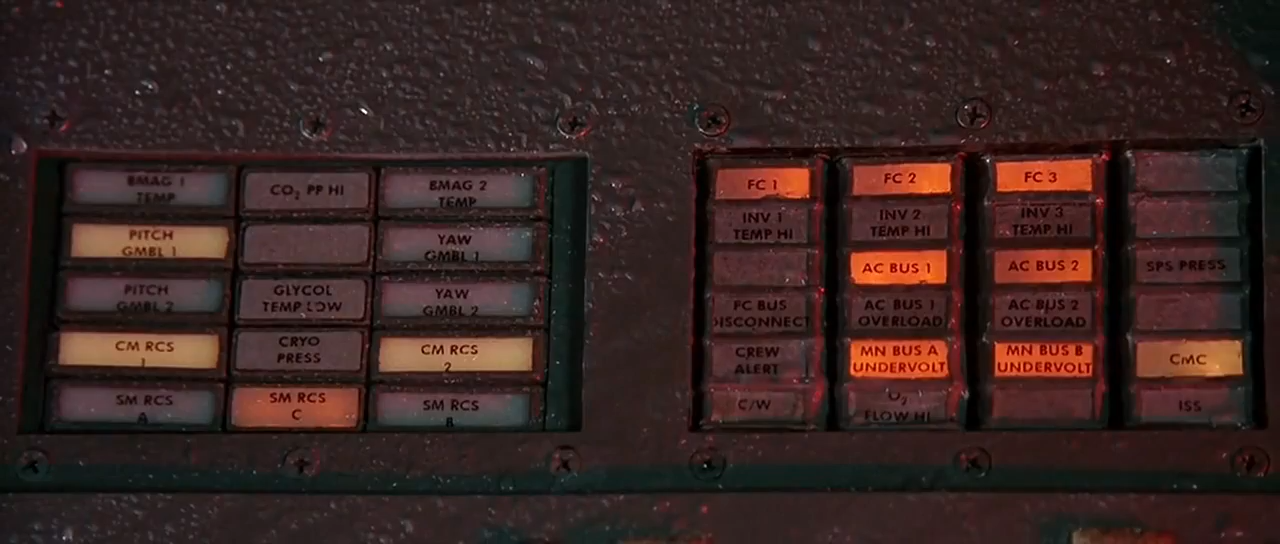 BMAG 1
TEMP
CO₂ PP HI
BMAG 2
TEMP
PITCH
GMBL 1
YAW
GMBL 1
PITCH
GMBL 2
GLYCOL
TEMP LOW
YAW
GMBL 2
CM RCS
1
CRYO
PRESS
CM RCS
2
SM RCS
A
SM RCS
C
SM RCS
B
FC 1
FC 2
FC 3
INV 1
TEMP HI
INV 2
TEMP HI
INV 3
TEMP HI
AC BUS 1
AC BUS 2
SPS PRESS
FC BUS
DISCONNECT
AC BUS 1
OVERLOAD
AC BUS 2
OVERLOAD
CREW
ALERT
MN BUS A
UNDERVOLT
MN BUS B
UNDERVOLT
CMC
C/W
O₂
FLOW HI
ISS